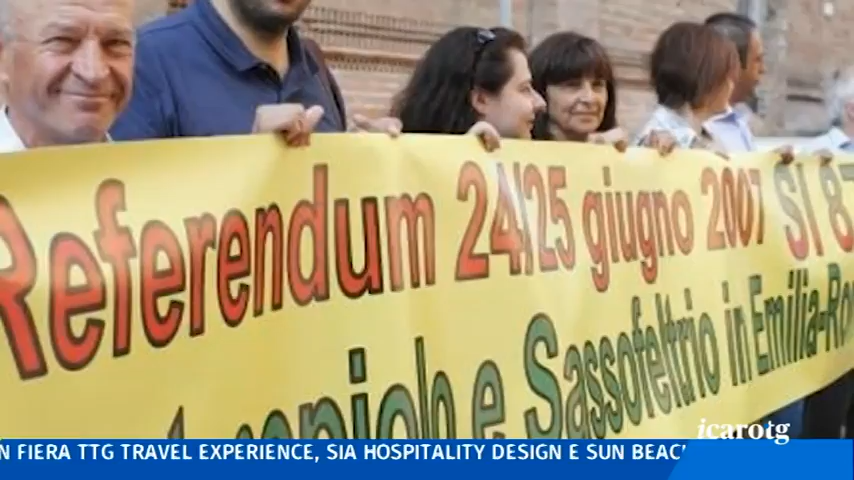 Referendum 24/25 giugno 2007 SI 87
e Sassofeltrio in Emilia-Ro
icarotg
N FIERA TTG TRAVEL EXPERIENCE, SIA HOSPITALITY DESIGN E SUN BEAC